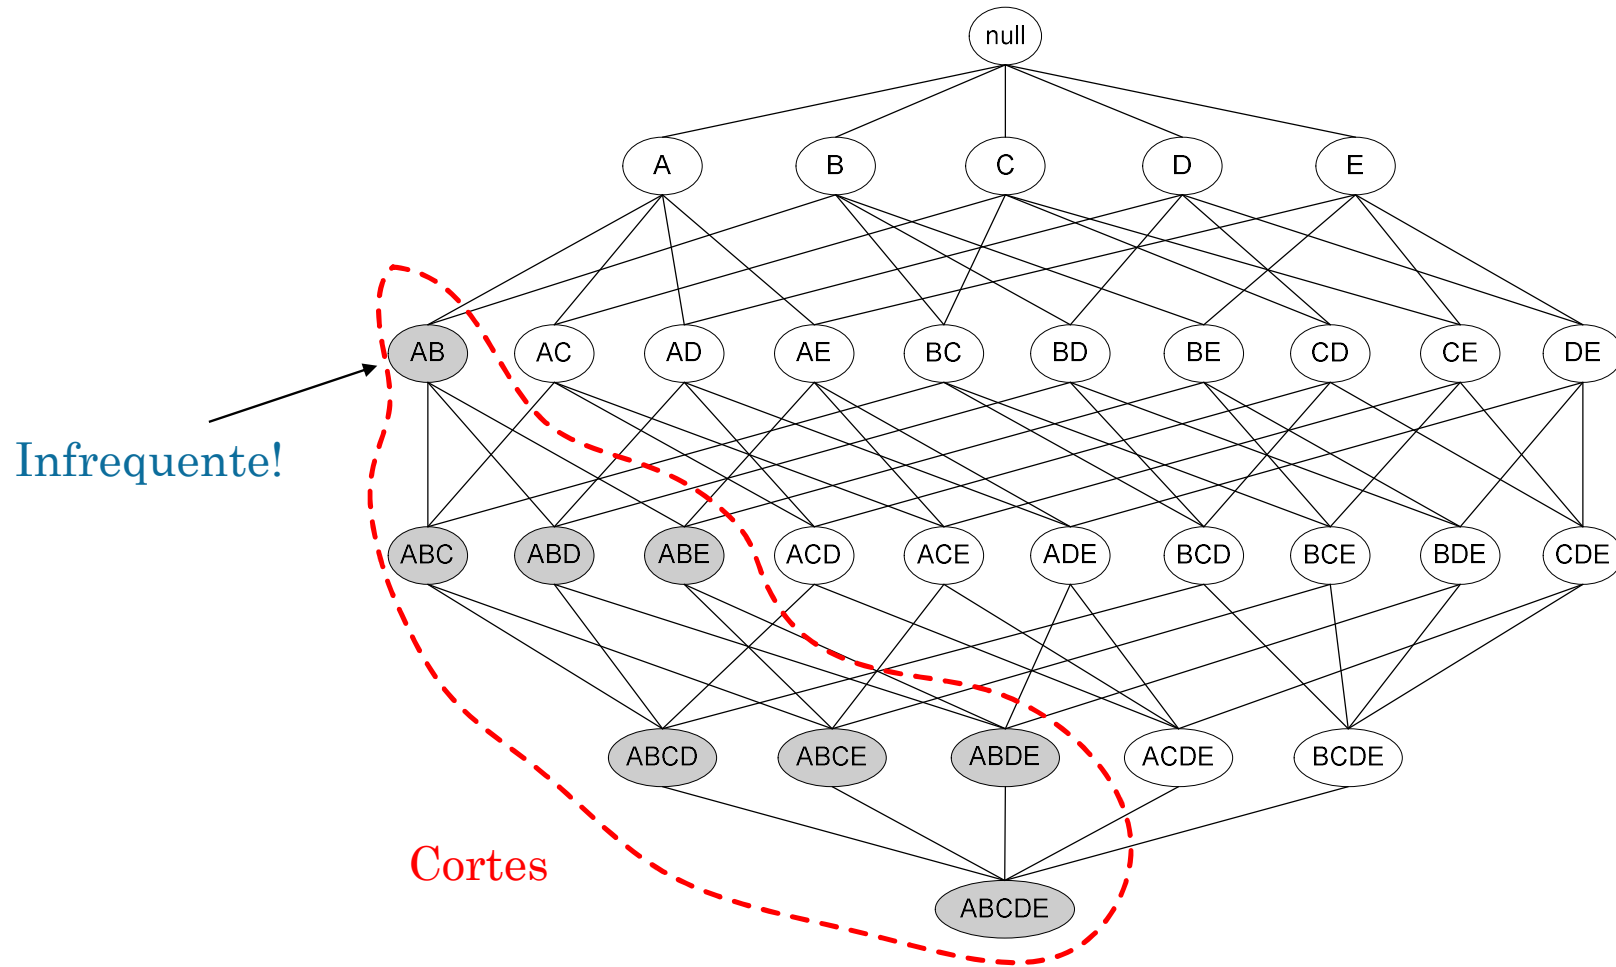 null
A B C D E
AB AC AD AE BC BD BE CD CE DE
Infrequente!
ABC ABD ABE ACD ACE ADE BCD BCE BDE CDE
ABCD ABCE ABDE ACDE BCDE
Cortes
ABCDE